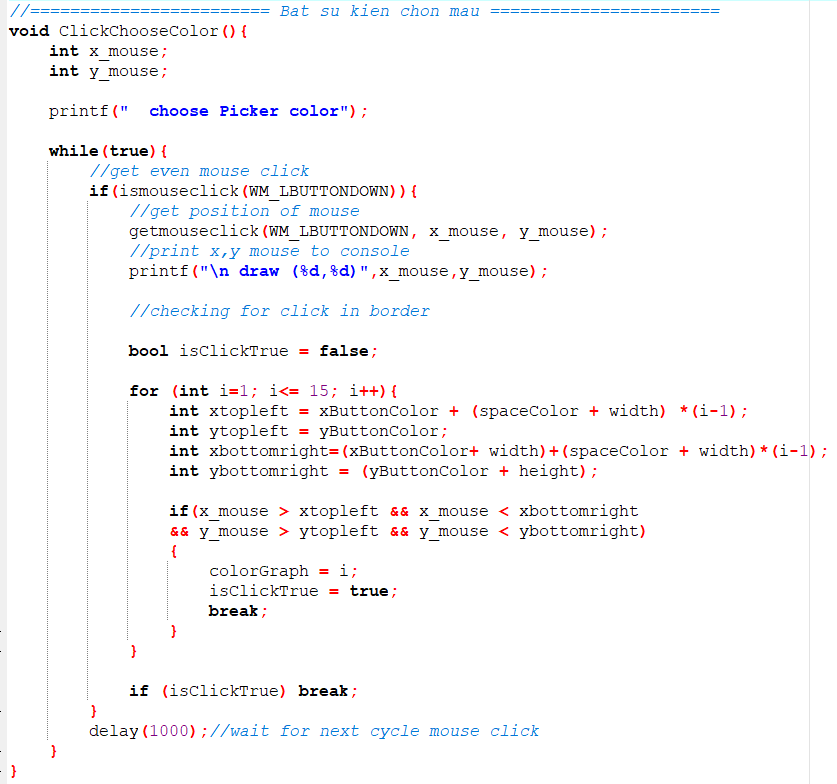 //======================== Bat su kien chon mau =======================
void ClickChooseColor(){
    int x_mouse;
    int y_mouse;

    printf("  choose Picker color");

    while(true){
        //get even mouse click
        if(ismouseclick(WM_LBUTTONDOWN)){
            //get position of mouse
            getmouseclick(WM_LBUTTONDOWN, x_mouse, y_mouse);
            //print x,y mouse to console
            printf("\n draw (%d,%d)",x_mouse,y_mouse);

            //checking for click in border

            bool isClickTrue = false;

            for (int i=1; i<= 15; i++){
                int xtopleft = xButtonColor + (spaceColor + width) *(i-1);
                int ytopleft = yButtonColor;
                int xbottomright=(xButtonColor+ width)+(spaceColor + width)*(i-1);
                int ybottomright = (yButtonColor + height);

                if(x_mouse > xtopleft && x_mouse < xbottomright
                && y_mouse > ytopleft && y_mouse < ybottomright)
                {
                    colorGraph = i;
                    isClickTrue = true;
                    break;
                }
            }

            if (isClickTrue) break;
        }
        delay(1000);//wait for next cycle mouse click
    }
}